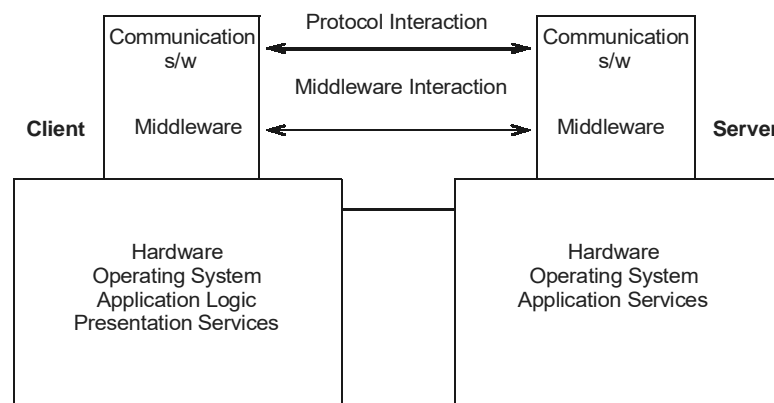 Protocol Interaction
Communication
s/w
Communication
s/w
Middleware Interaction
Client
Middleware
Middleware
Server
Hardware
Operating System
Application Logic
Presentation Services
Hardware
Operating System
Application Services